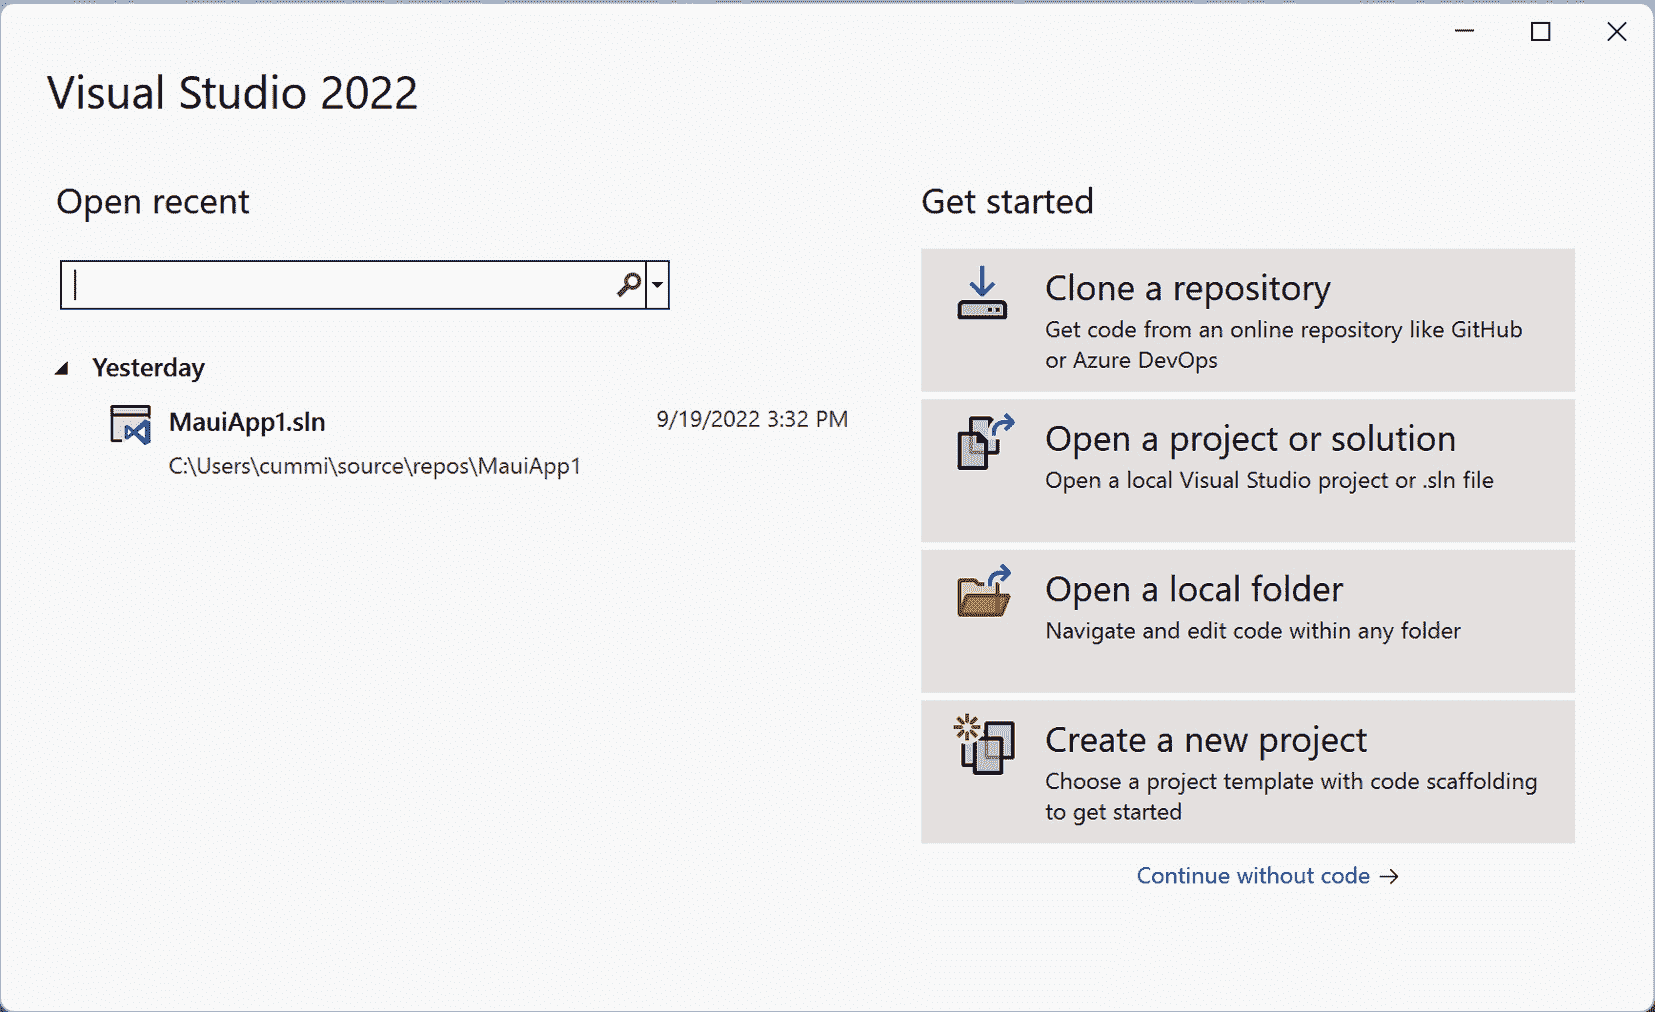 Visual Studio 2022
Open recent
Yesterday
MauiApp1.sln 9/19/2022 3:32 PM
C:\Users\cummi\source\repos\MauiApp1
Get started
Clone a repository
Get code from an online repository like GitHub
or Azure DevOps
Open a project or solution
Open a local Visual Studio project or .sln file
Open a local folder
Navigate and edit code within any folder
Create a new project
Choose a project template with code scaffolding
to get started
Continue without code →